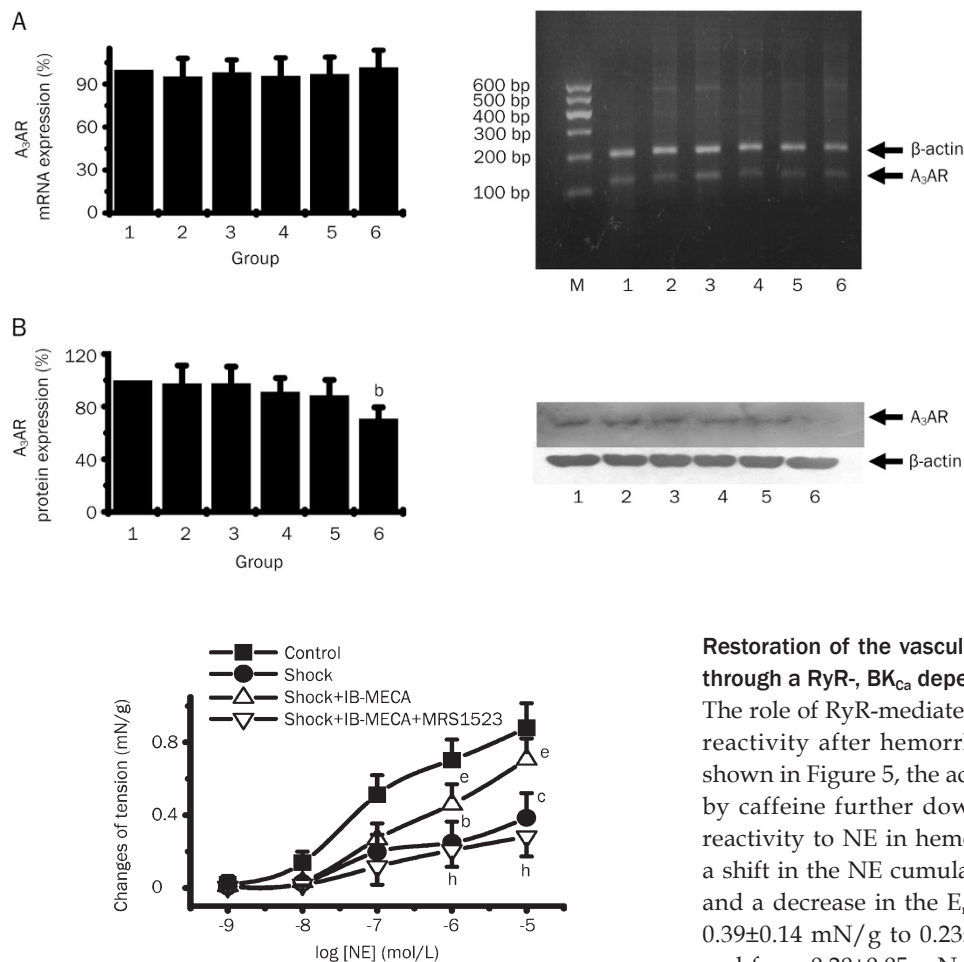 A
A₃AR
mRNA expression (%)
90
60
30
0
1 2 3 4 5 6
Group
600 bp
500 bp
400 bp
300 bp
200 bp
100 bp
β-actin
A₃AR
M 1 2 3 4 5 6
B
A₃AR
protein expression (%)
120
80
40
0
b
1 2 3 4 5 6
Group
A₃AR
β-actin
1 2 3 4 5 6
Control
Shock
Shock+IB-MECA
Shock+IB-MECA+MRS1523
Changes of tension (mN/g)
0.8
0.4
0
e
e
c
b
h
h
-9 -8 -7 -6 -5
log [NE] (mol/L)
Restoration of the vascul
through a RyR-, BK_Ca depe
The role of RyR-mediate
reactivity after hemorri
shown in Figure 5, the ac
by caffeine further dow
reactivity to NE in hemo
a shift in the NE cumula
and a decrease in the E
0.39±0.14 mN/g to 0.23±